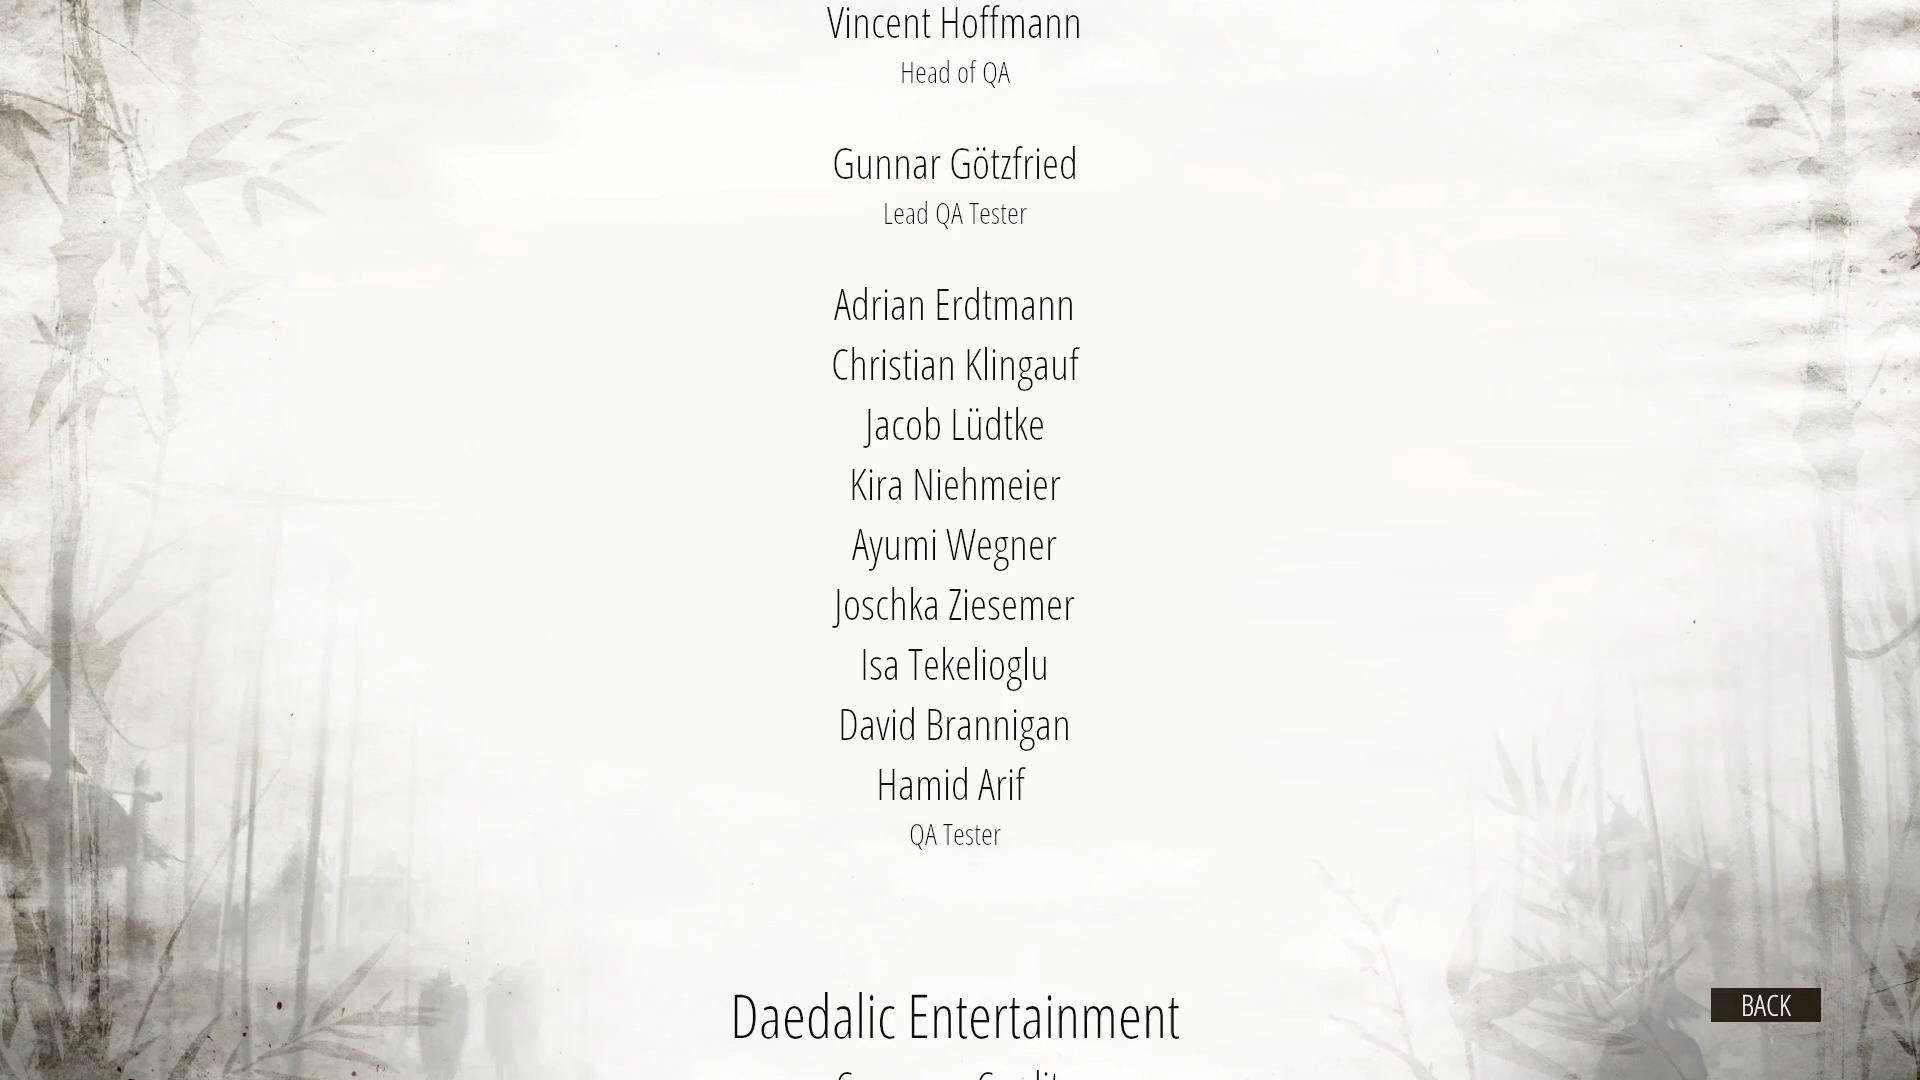 Vincent Hoffmann
Head of QA
Gunnar Götzfried
Lead QA Tester
Adrian Erdtmann
Christian Klingauf
Jacob Lüdtke
Kira Niehmeier
Ayumi Wegner
Joschka Ziesemer
Isa Tekelioglu
David Brannigan
Hamid Arif
QA Tester
Daedalic Entertainment
BACK